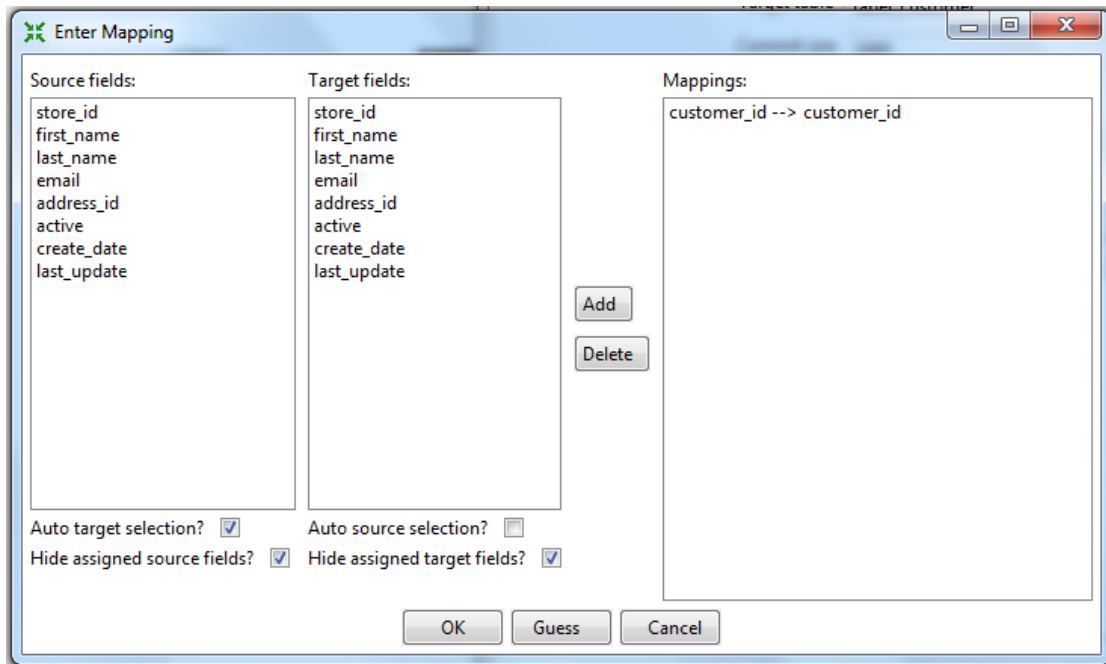 Enter Mapping
Source fields:
Target fields:
Mappings:
store_id
first_name
last_name
email
address_id
active
create_date
last_update
store_id
first_name
last_name
email
address_id
active
create_date
last_update
Add
Delete
customer_id --> customer_id
Auto target selection?
Auto source selection?
Hide assigned source fields?
Hide assigned target fields?
OK
Guess
Cancel